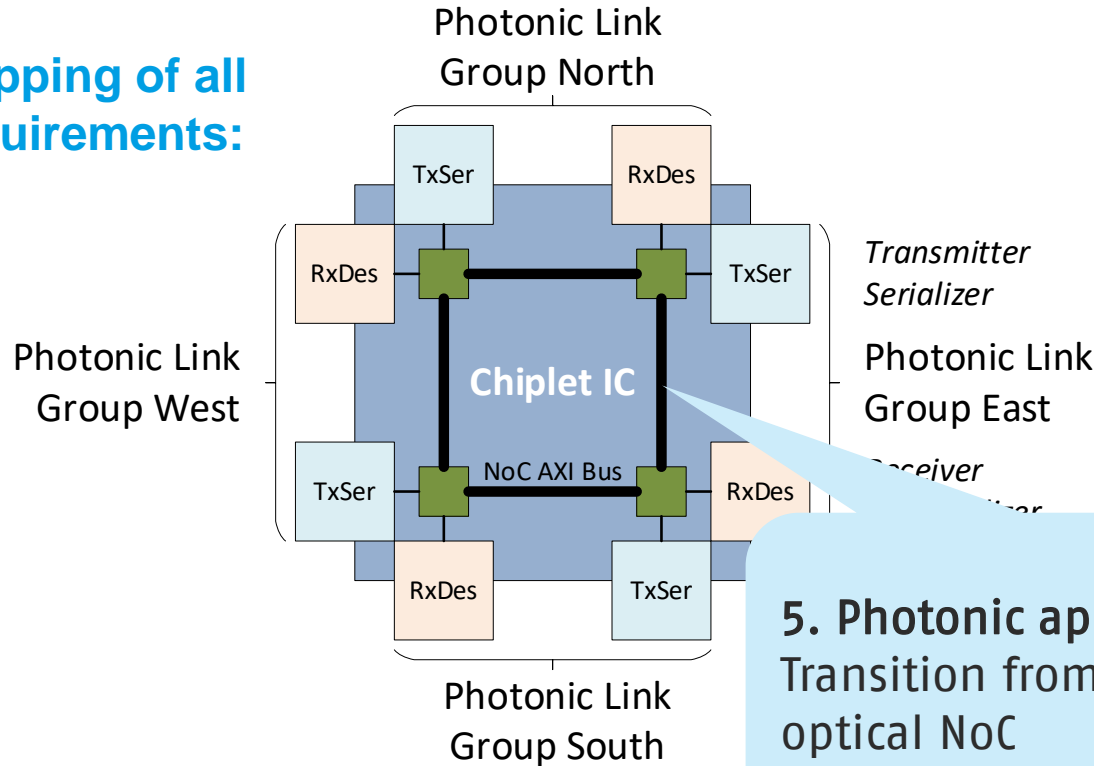 Photonic Link
Group North
pping of all
uirements:
TxSer
RxDes
RxDes
TxSer
Transmitter
Serializer
Photonic Link
Group West
Chiplet IC
Photonic Link
Group East
NoC AXI Bus
TxSer
RxDes
Receiver
RxDes
TxSer
5. Photonic ap
Transition from
optical NoC
Photonic Link
Group South